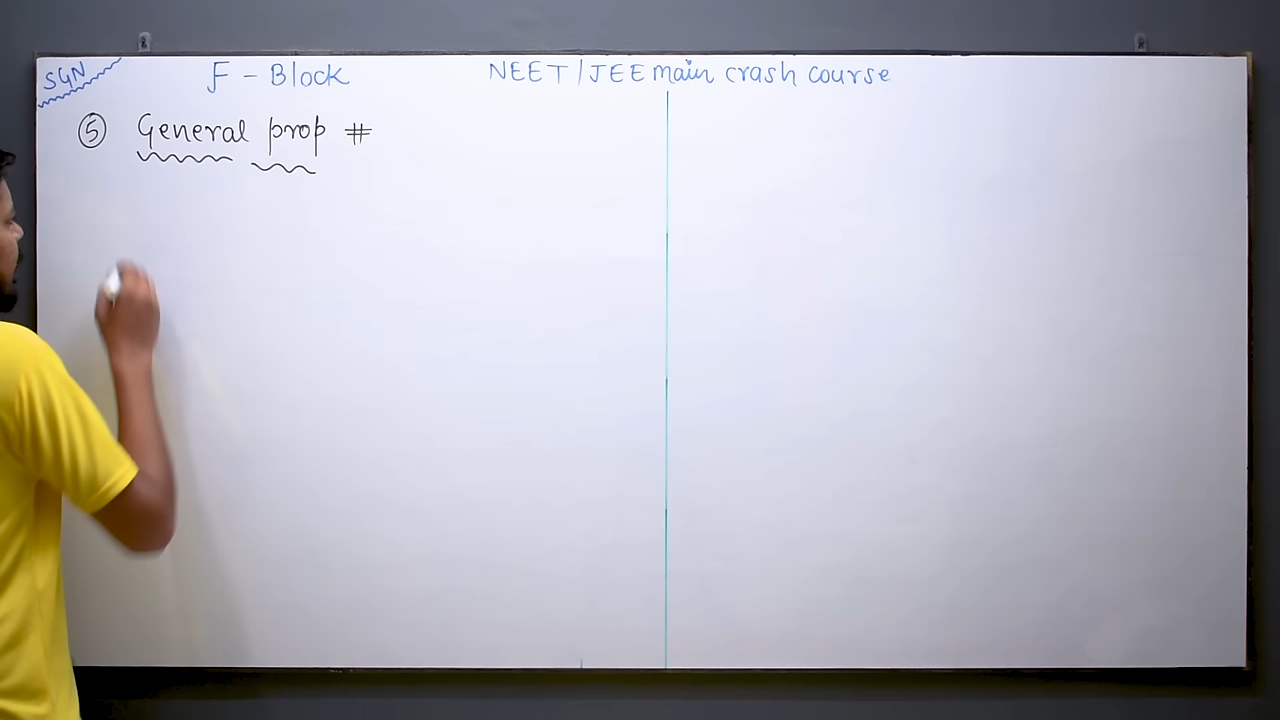 SGN
F - Block
NEET/JEE main crash course
⑤ General prop #